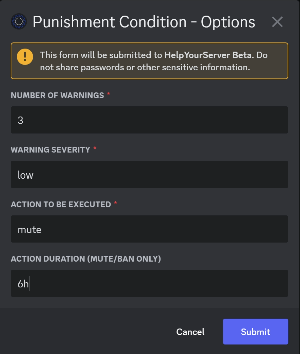 Punishment Condition - Options
This form will be submitted to HelpYourServer Beta. Do
not share passwords or other sensitive information.
NUMBER OF WARNINGS *
3
WARNING SEVERITY *
low
ACTION TO BE EXECUTED *
mute
ACTION DURATION (MUTE/BAN ONLY)
6h
Cancel Submit